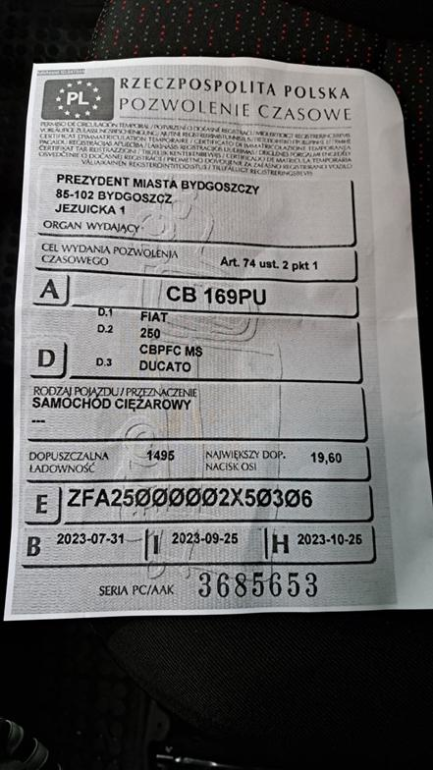 PL
RZECZPOSPOLITA POLSKA
POZWOLENIE CZASOWE
PREZYDENT MIASTA BYDGOSZCZY
85-102 BYDGOSZCZ
JEZUICKA 1
ORGAN WYDAJĄCY
CEL WYDANIA POZWOLENIA
CZASOWEGO
Art. 74 ust. 2 pkt 1
A CB 169PU
D.1 FIAT
D.2 250
CBPFC MS
D D.3 DUCATO
RODZAJ POJAZDU / PRZEZNACZENIE
SAMOCHÓD CIĘŻAROWY
---
DOPUSZCZALNA 1495 NAJWIĘKSZY DOP. 19,60
ŁADOWNOŚĆ NACISK OSI
E ZFA25000002X50306
B 2023-07-31 I 2023-09-25 H 2023-10-25
SERIA PC/AAK 3685653